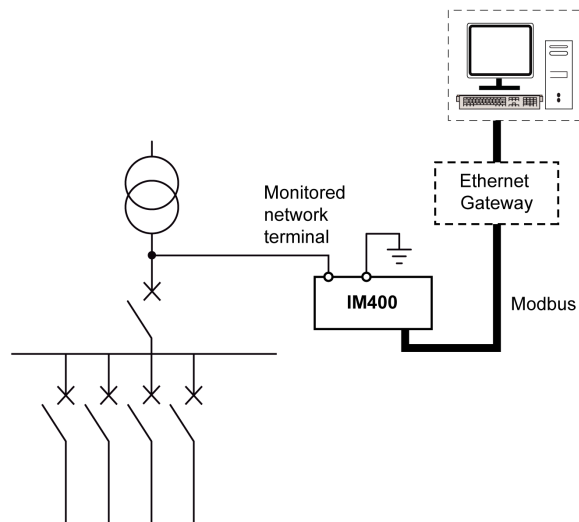 Ethernet
Gateway
Monitored
network
terminal
IM400
Modbus